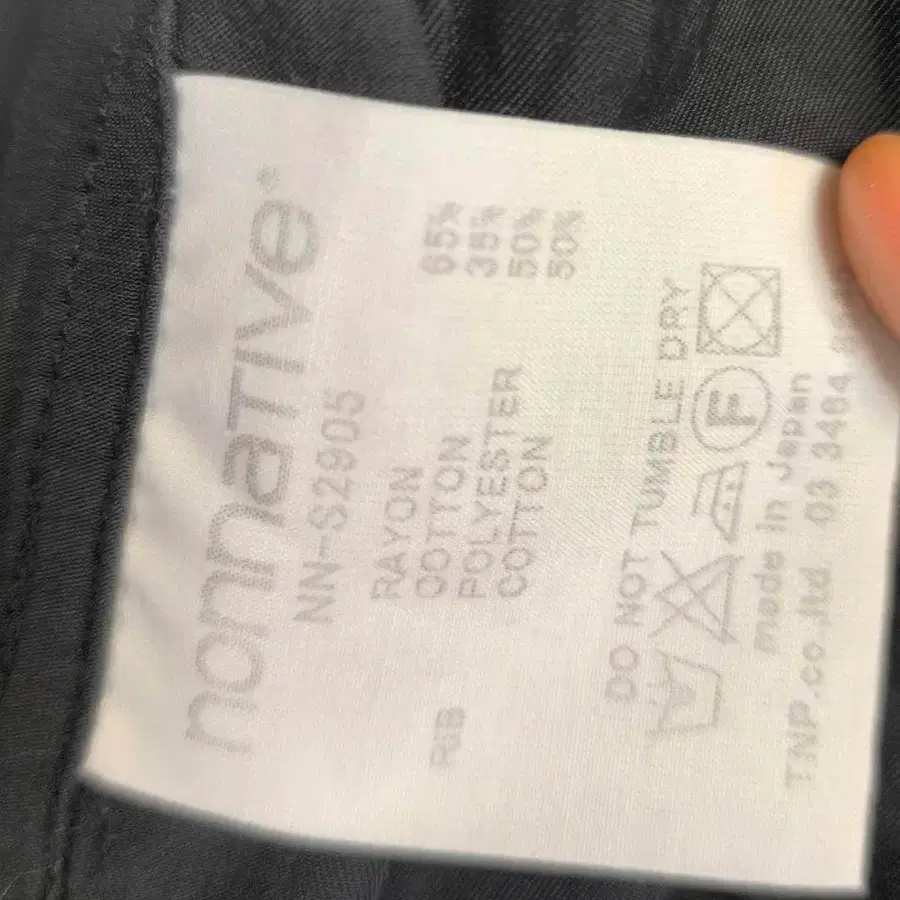 nonnative®
NN-S2905
RAYON 65%
COTTON 35%
RIB POLYESTER 50%
COTTON 50%
DO NOT TUMBLE DRY
F
made in Japan
TNP.co.,ltd. 03 3464